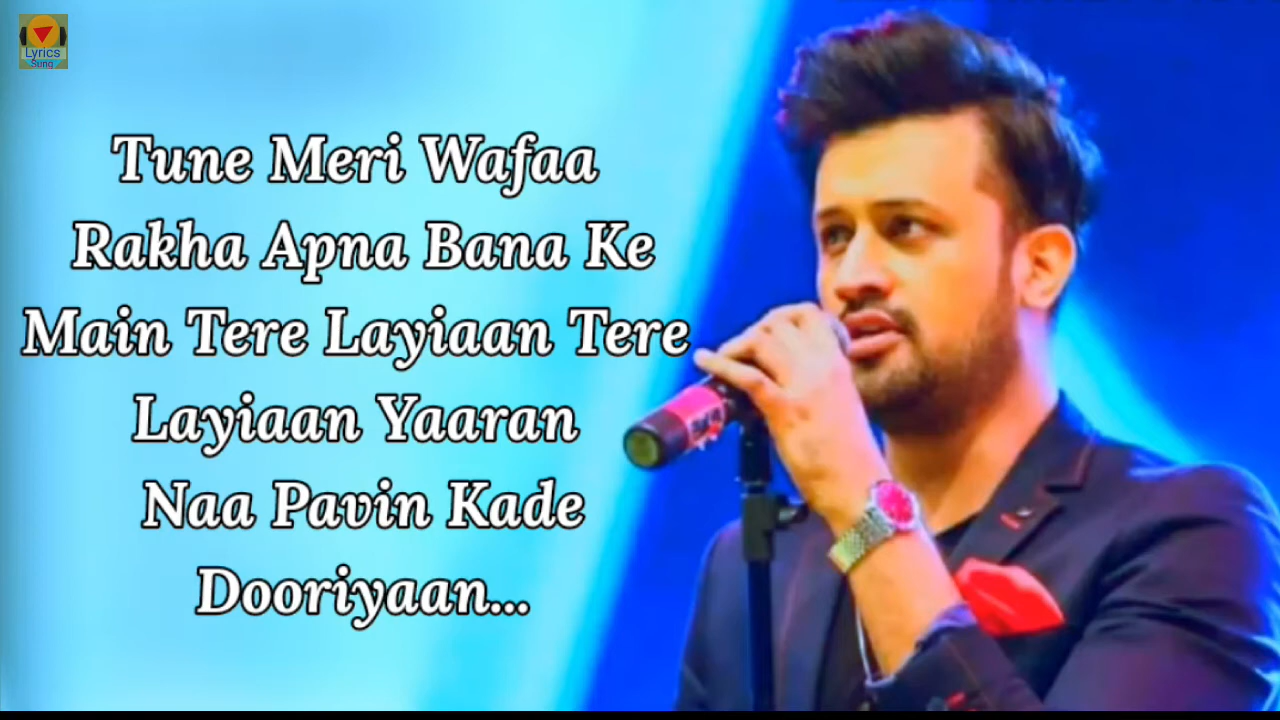 Lyrics
Song
Tune Meri Wafaa
Rakha Apna Bana Ke
Main Tere Layiaan Tere
Layiaan Yaaran
Naa Pavin Kade
Dooriyaan...